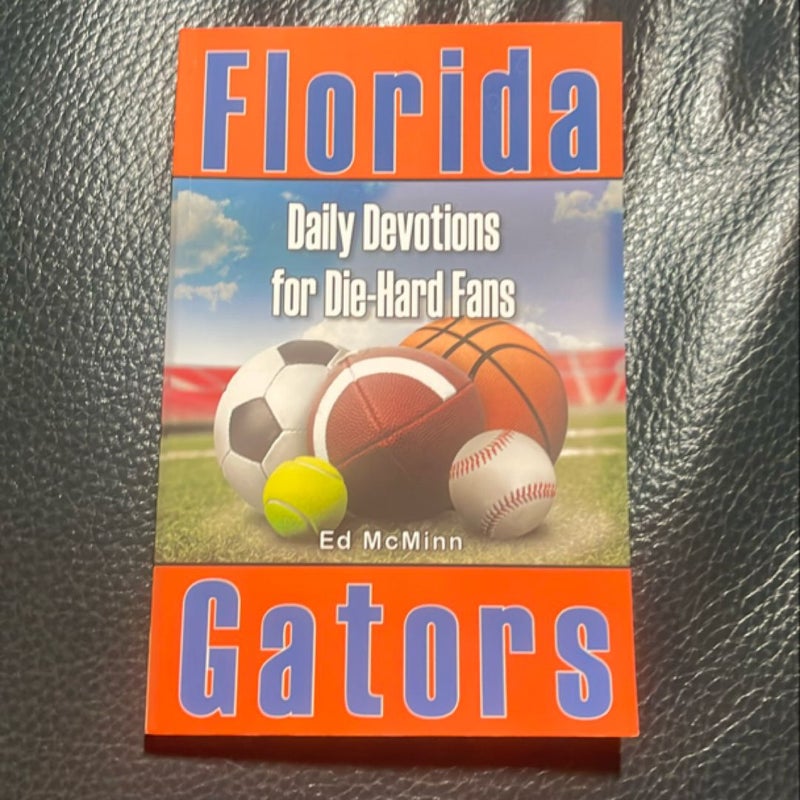 Florida
Daily Devotions
for Die-Hard Fans
Ed McMinn
Gators